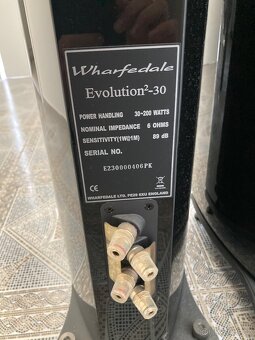 Wharfedale
Evolution²-30
POWER HANDLING 30-200 WATTS
NOMINAL IMPEDANCE 6 OHMS
SENSITIVITY(1W@1M) 89 dB
SERIAL NO.
E230000406PK
CE
WHARFEDALE LTD. PE29 6XU ENGLAND